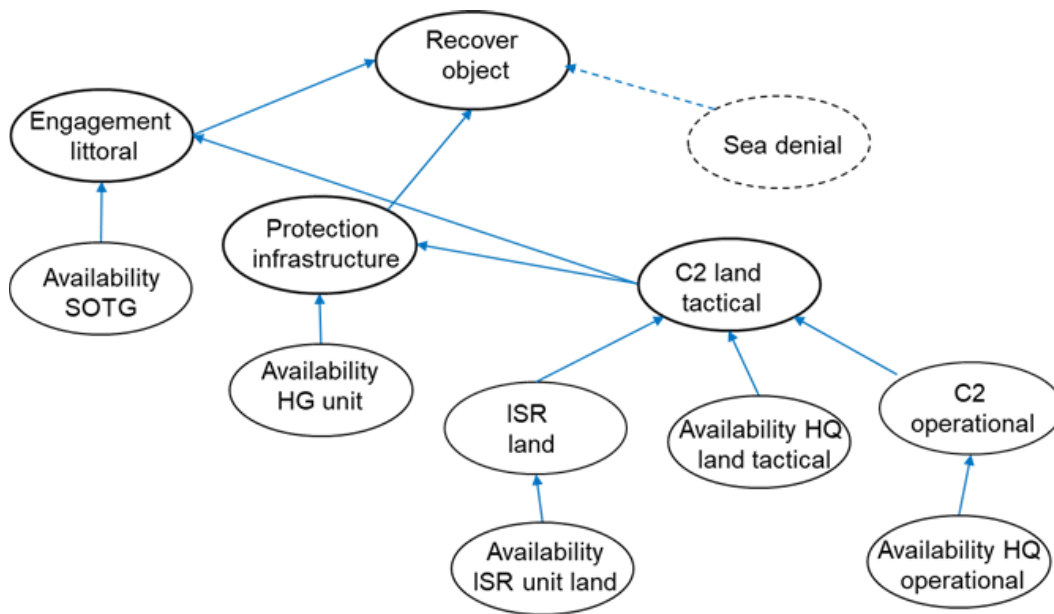 Recover
object
Engagement
littoral
Sea denial
Protection
infrastructure
Availability
SOTG
C2 land
tactical
Availability
HG unit
ISR
land
Availability HQ
land tactical
C2
operational
Availability
ISR unit land
Availability HQ
operational